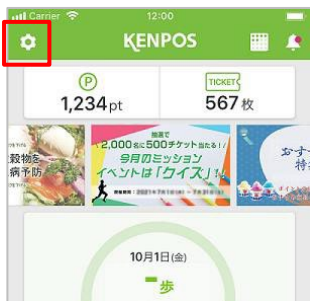 Carrier 12:00
KENPOS
P TICKET
1,234pt 567枚
穀物を
病予防
抽選で
2,000名に500チケット当たる！
今月のミッション
イベントは「クイズ」！
おすす
特
10月1日(金)
-歩